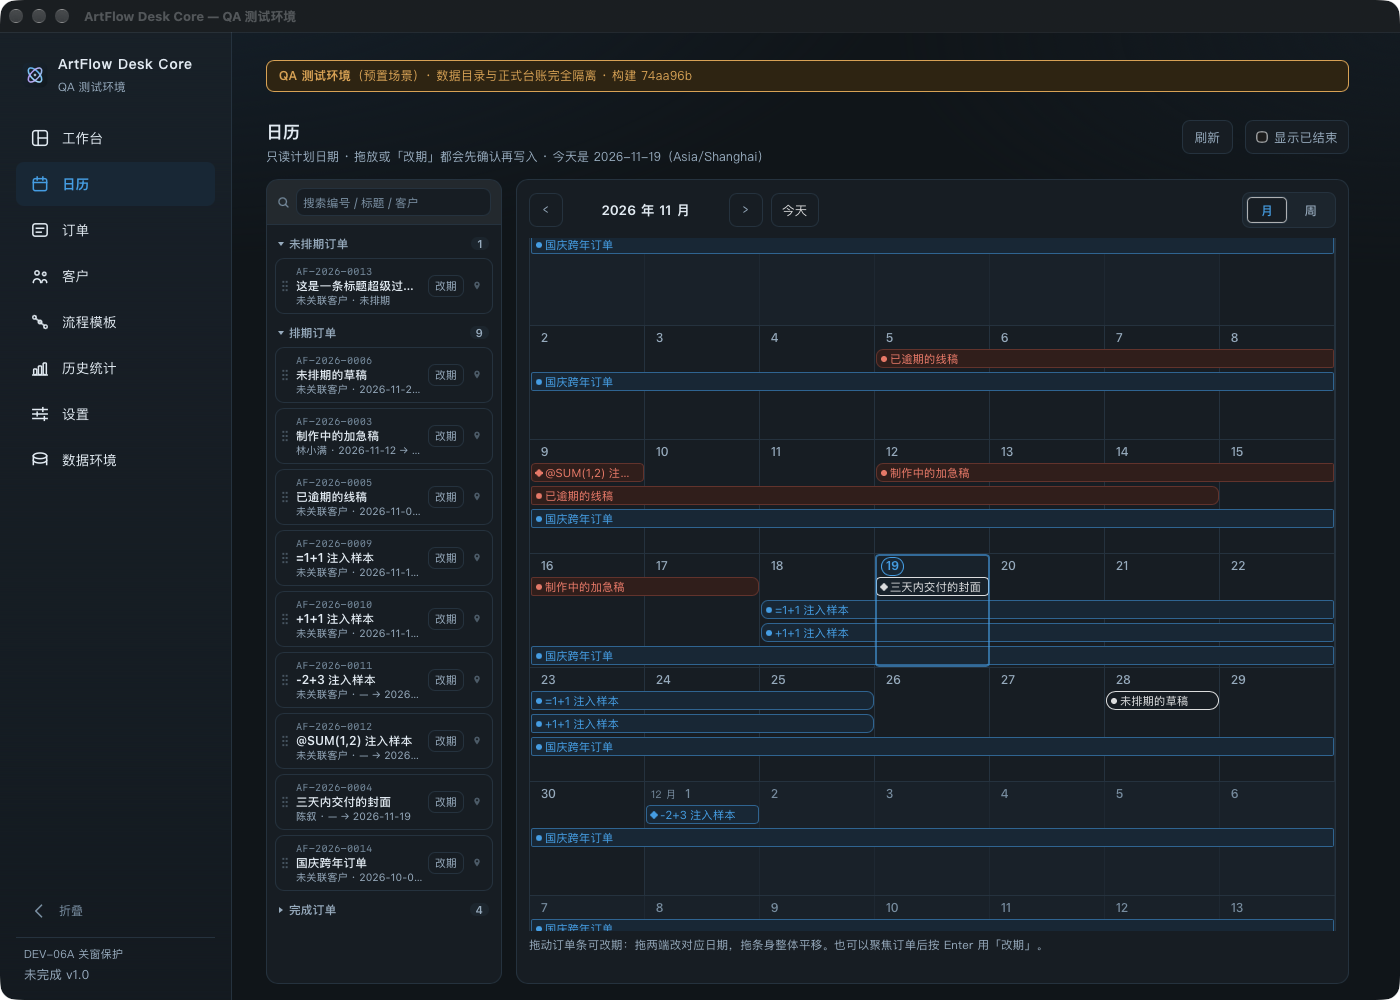 ArtFlow Desk Core — QA 测试环境
ArtFlow Desk Core
QA 测试环境
工作台
日历
订单
客户
流程模板
历史统计
设置
数据环境
折叠
DEV-06A 关窗保护
未完成 v1.0
QA 测试环境（预置场景）· 数据目录与正式台账完全隔离 · 构建 74aa96b
日历
只读计划日期 · 拖放或「改期」都会先确认再写入 · 今天是 2026-11-19（Asia/Shanghai）
刷新
显示已结束
搜索编号 / 标题 / 客户
未排期订单 1
AF-2026-0013
这是一条标题超级过...
未关联客户 · 未排期
改期
排期订单 9
AF-2026-0006
未排期的草稿
未关联客户 · 2026-11-2...
改期
AF-2026-0003
制作中的加急稿
林小满 · 2026-11-12 → ...
改期
AF-2026-0005
已逾期的线稿
未关联客户 · 2026-11-0...
改期
AF-2026-0009
=1+1 注入样本
未关联客户 · 2026-11-1...
改期
AF-2026-0010
+1+1 注入样本
未关联客户 · 2026-11-1...
改期
AF-2026-0011
-2+3 注入样本
未关联客户 · — → 2026...
改期
AF-2026-0012
@SUM(1,2) 注入样本
未关联客户 · — → 2026...
改期
AF-2026-0004
三天内交付的封面
陈叙 · — → 2026-11-19
改期
AF-2026-0014
国庆跨年订单
未关联客户 · 2026-10-0...
改期
完成订单 4
< 2026 年 11 月 > 今天
月 周
国庆跨年订单
2 3 4 5 6 7 8
已逾期的线稿
国庆跨年订单
9 10 11 12 13 14 15
@SUM(1,2) 注... 制作中的加急稿
已逾期的线稿
国庆跨年订单
16 17 18 19 20 21 22
制作中的加急稿 三天内交付的封面
=1+1 注入样本
+1+1 注入样本
国庆跨年订单
23 24 25 26 27 28 29
=1+1 注入样本 未排期的草稿
+1+1 注入样本
国庆跨年订单
30 12 月 1 2 3 4 5 6
-2+3 注入样本
国庆跨年订单
7 8 9 10 11 12 13
国庆跨年订单
拖动订单条可改期：拖两端改对应日期，拖条身整体平移。也可以聚焦订单后按 Enter 用「改期」。